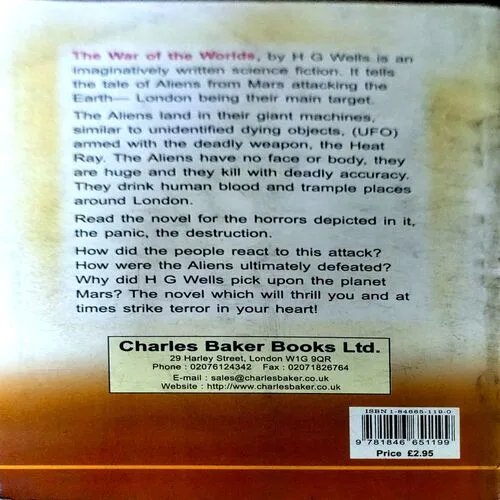 The War of the Worlds, by H G Wells is an
imaginatively written science fiction. It tells
the tale of Aliens from Mars attacking the
Earth— London being their main target.
The Aliens land in their giant machines,
similar to unidentified dying objects, (UFO)
armed with the deadly weapon, the Heat
Ray. The Aliens have no face or body, they
are huge and they kill with deadly accuracy.
They drink human blood and trample places
around London.
Read the novel for the horrors depicted in it,
the panic, the destruction.
How did the people react to this attack?
How were the Aliens ultimately defeated?
Why did H G Wells pick upon the planet
Mars? The novel which will thrill you and at
times strike terror in your heart!
Charles Baker Books Ltd.
29 Harley Street, London W1G 9QR
Phone : 02076124342 Fax : 02071826764
E-mail : sales@charlesbaker.co.uk
Website : http://www.charlesbaker.co.uk
ISBN 1-84665-119-0
9 781846 651199
Price £2.95